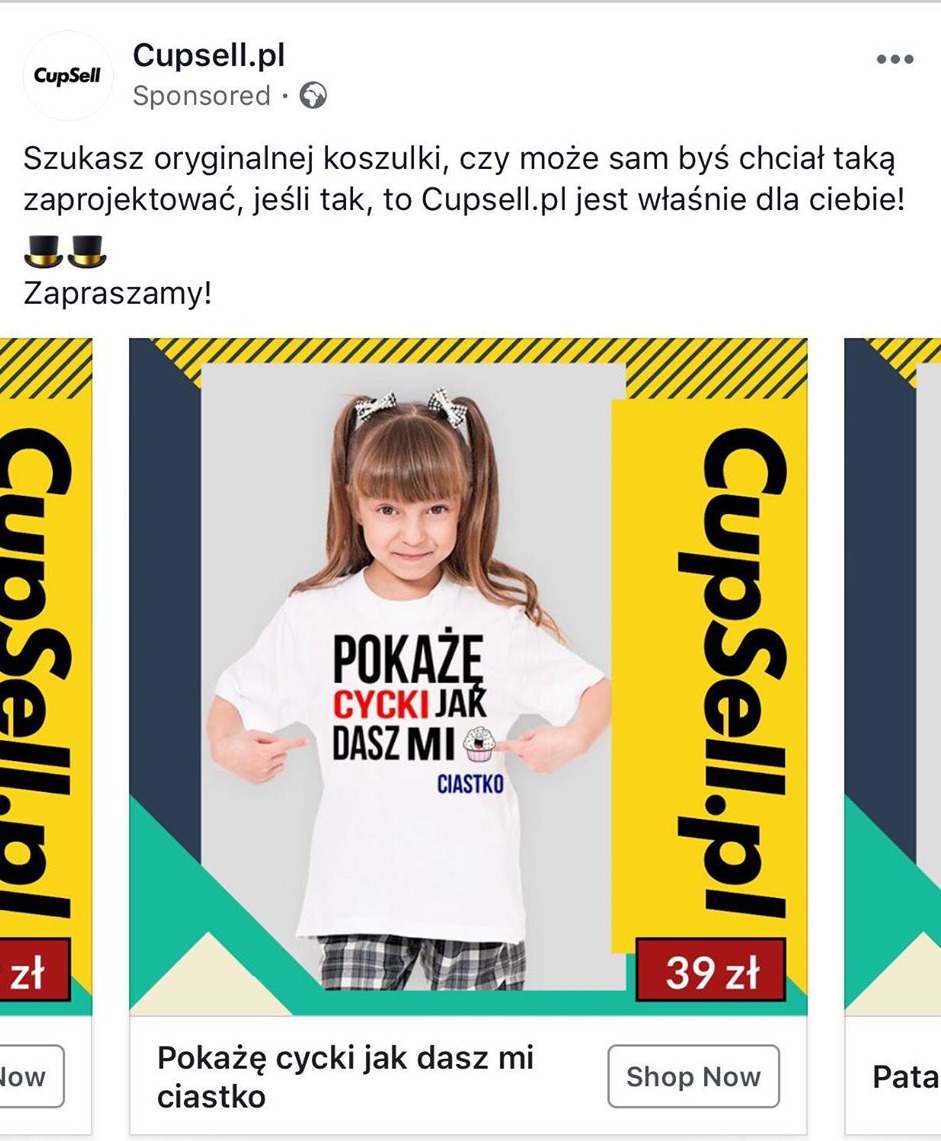 CupSell
Cupsell.pl
Sponsored ·
Szukasz oryginalnej koszulki, czy może sam byś chciał taką
zaprojektować, jeśli tak, to Cupsell.pl jest właśnie dla ciebie!
Zapraszamy!
CupSell.pl
zł
Now
POKAŻĘ
CYCKI JAK
DASZ MI
CIASTKO
CupSell.pl
39 zł
Pokażę cycki jak dasz mi
ciastko
Shop Now
Pata